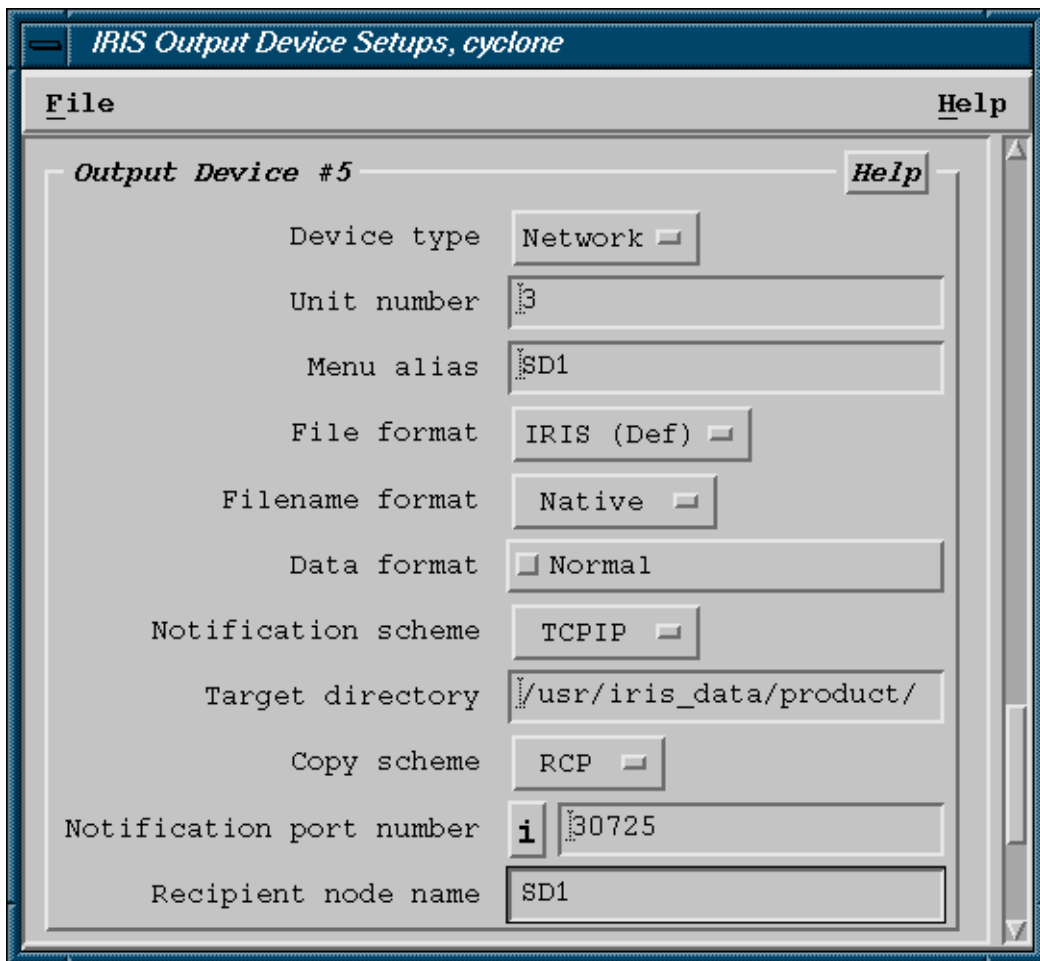 IRIS Output Device Setups, cyclone
File Help
Output Device #5 Help
Device type Network
Unit number 3
Menu alias SD1
File format IRIS (Def)
Filename format Native
Data format Normal
Notification scheme TCPIP
Target directory /usr/iris_data/product/
Copy scheme RCP
Notification port number i 30725
Recipient node name SD1